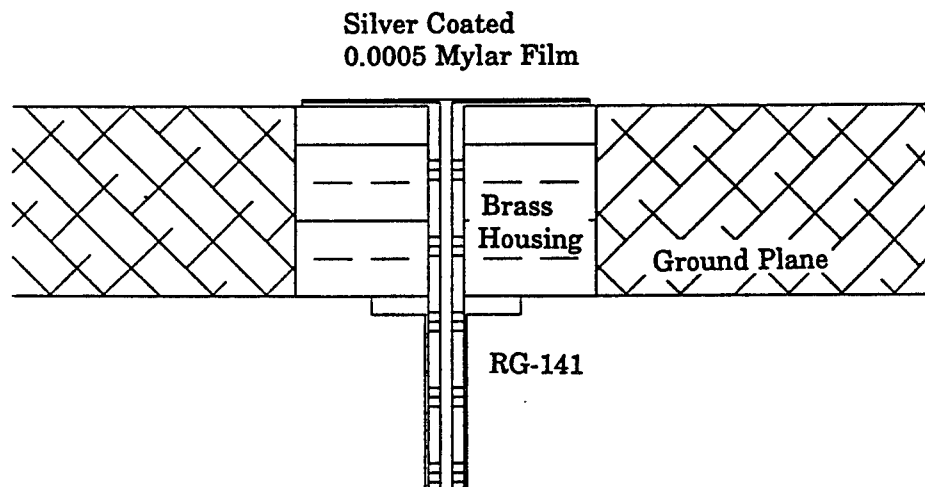 Silver Coated
0.0005 Mylar Film
Brass
Housing
Ground Plane
RG-141